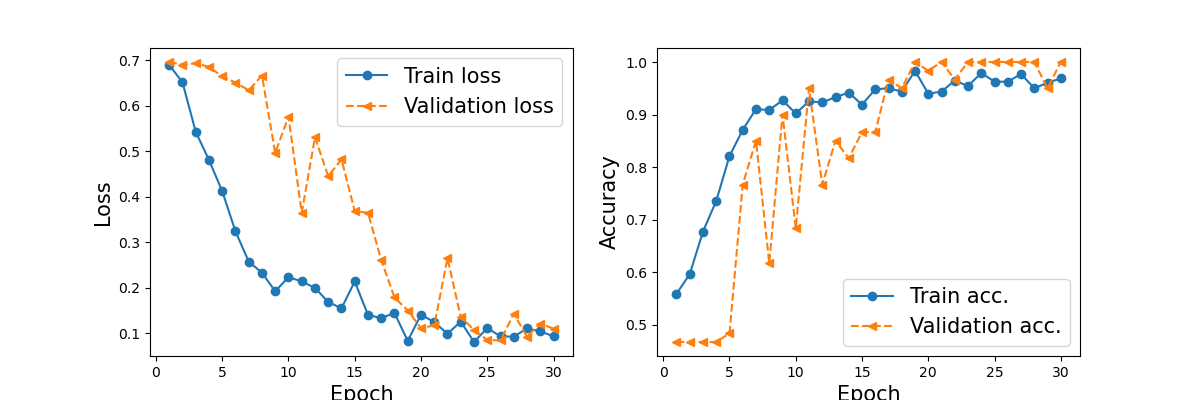 0.7
0.6
0.5
0.4
0.3
0.2
0.1
Loss
Train loss
Validation loss
0 5 10 15 20 25 30
Epoch
1.0
0.9
0.8
0.7
0.6
0.5
Accuracy
Train acc.
Validation acc.
0 5 10 15 20 25 30
Epoch